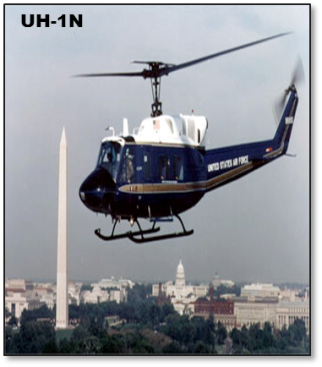 UH-1N
UNITED STATES AIR FORCE